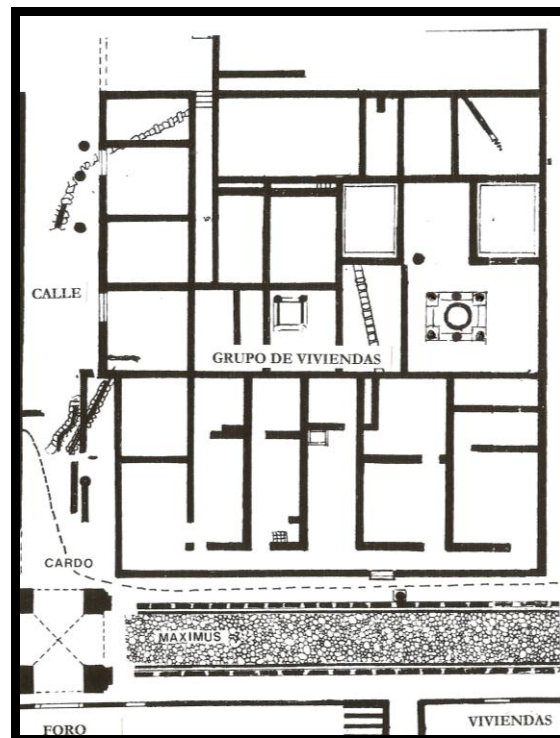 CALLE
GRUPO DE VIVIENDAS
CARDO
MAXIMUS
FORO
VIVIENDAS